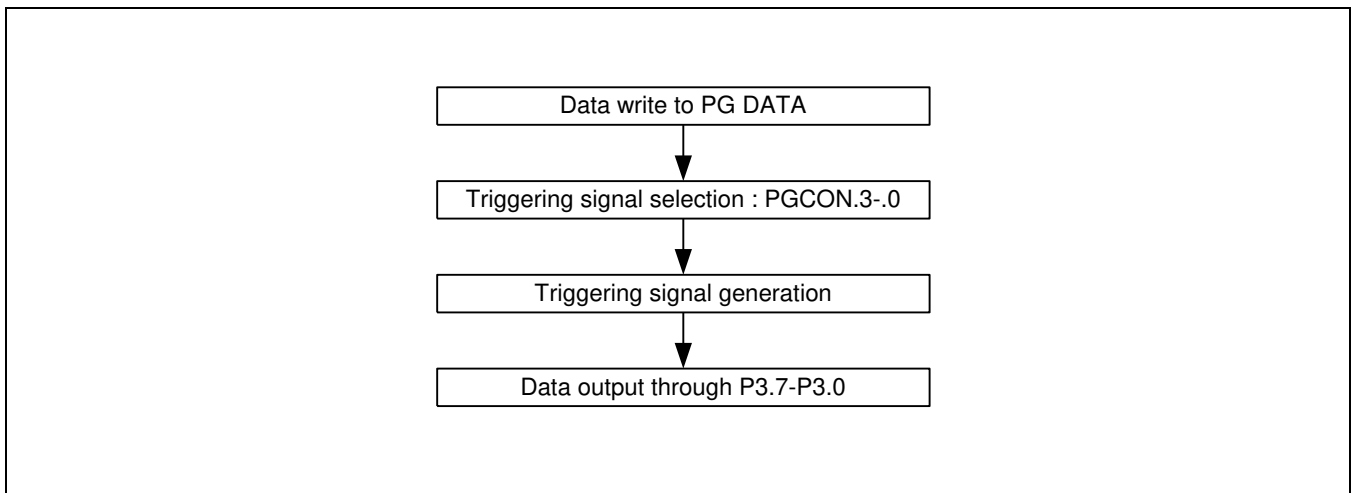 Data write to PG DATA
Triggering signal selection : PGCON.3-.0
Triggering signal generation
Data output through P3.7-P3.0